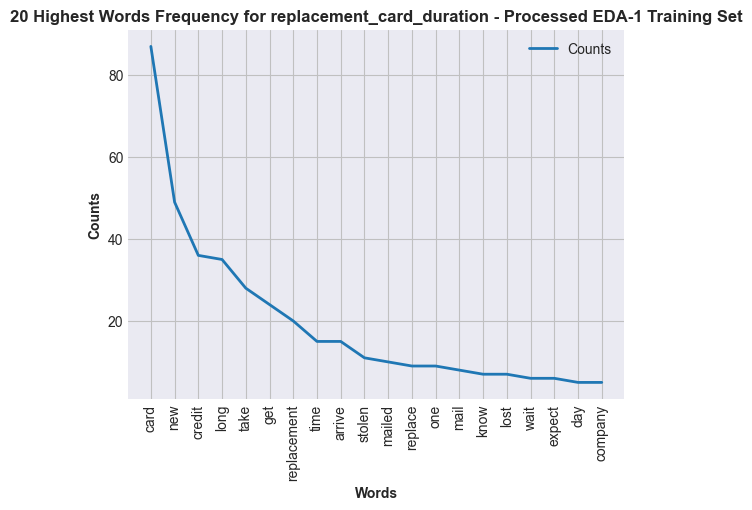 20 Highest Words Frequency for replacement_card_duration - Processed EDA-1 Training Set
Counts
80
60
40
20
Counts
card
new
credit
long
take
get
replacement
time
arrive
stolen
mailed
replace
one
mail
know
lost
wait
expect
day
company
Words